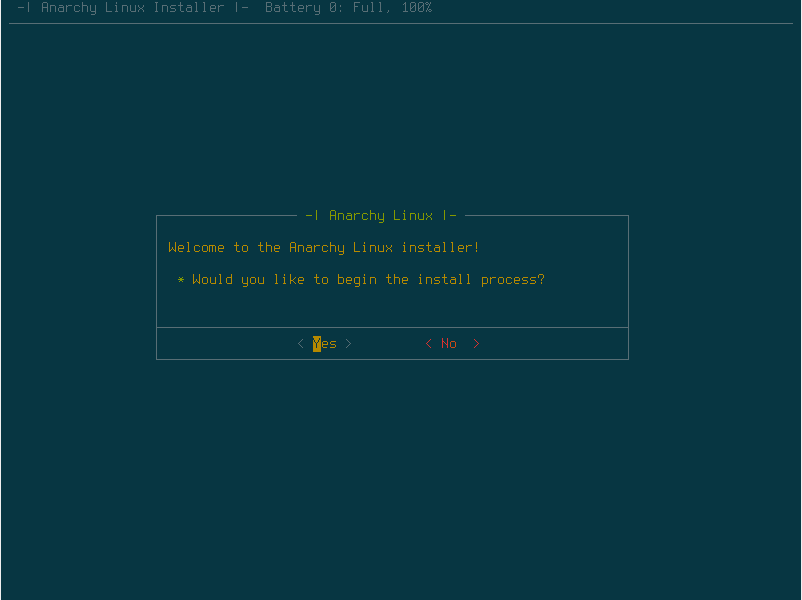 -| Anarchy Linux Installer |- Battery 0: Full, 100%
-| Anarchy Linux |-
Welcome to the Anarchy Linux installer!
* Would you like to begin the install process?
< Yes > < No >